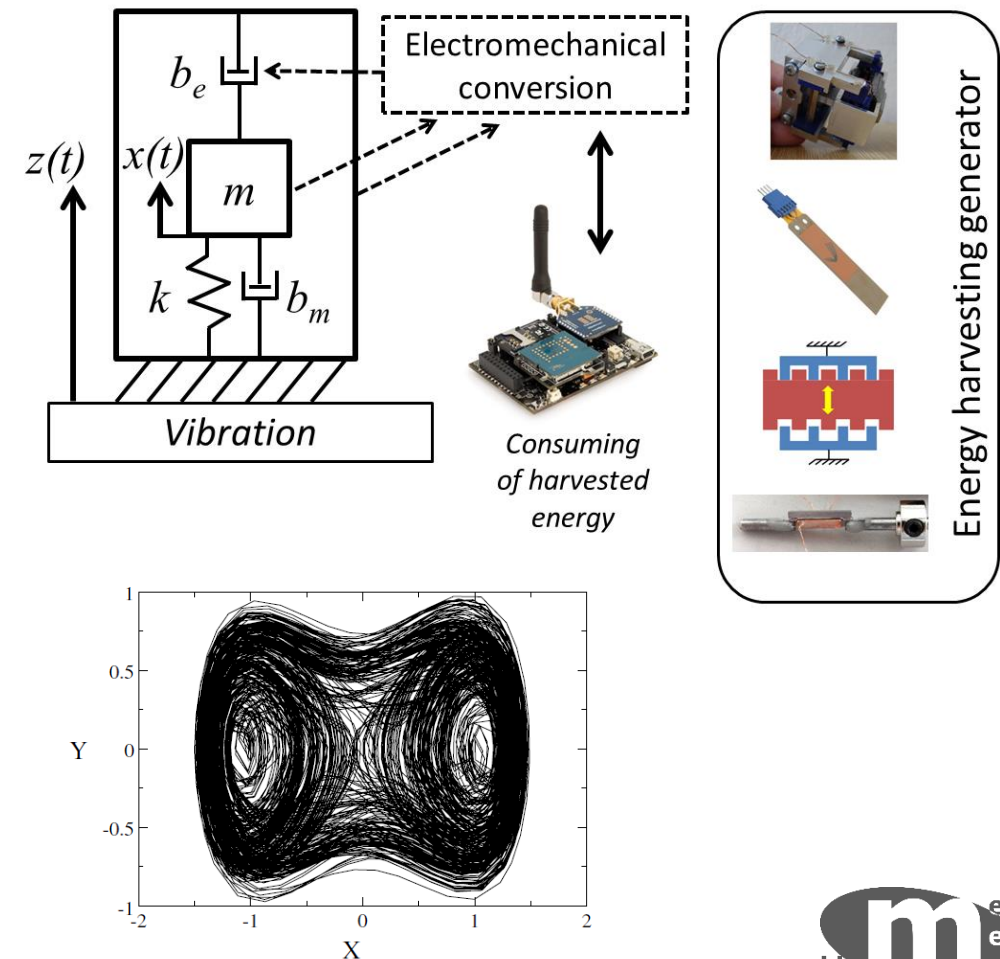 Electromechanical
conversion
b_e
z(t)
x(t)
m
k
b_m
Vibration
Consuming
of harvested
energy
Energy harvesting generator
1
0.5
Y
0
-0.5
-1
-2
-1
0
1
2
X
m
e
e